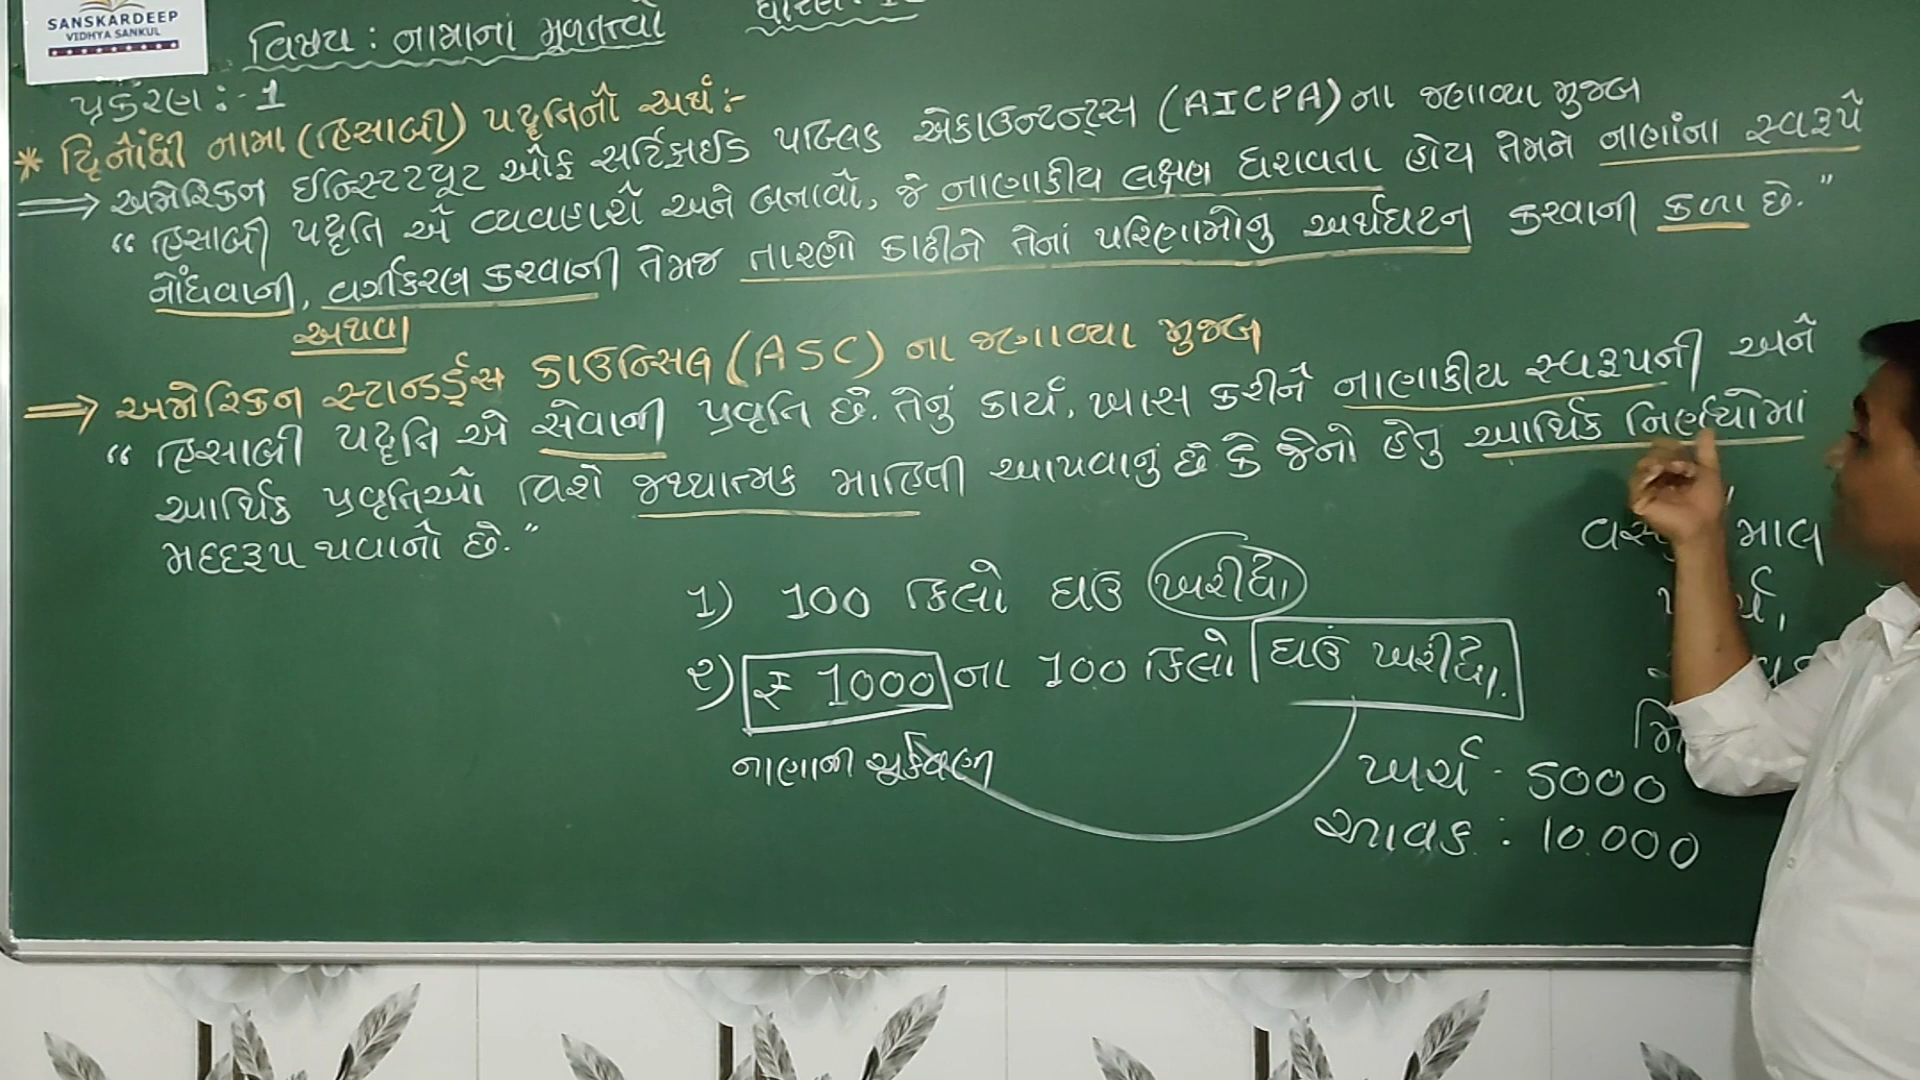 SANSKARDEEP
VIDHYA SANKUL
વિષય : નામાના મૂળતત્વો
પ્રકરણ :- 1
* દ્વિનોંધી નામા (હિસાબી) પદ્ધતિનો અર્થ :-
⇒ અમેરિકન ઈન્સ્ટિટ્યૂટ ઓફ સર્ટિફાઈડ પબ્લિક એકાઉન્ટન્ટ્સ (AICPA) ના જણાવ્યા મુજબ
“ હિસાબી પદ્ધતિ એ વ્યવહારો અને બનાવો, જે નાણાકીય લક્ષણ ધરાવતા હોય તેમને નાણાંના સ્વરૂપે
નોંધવાની, વર્ગીકરણ કરવાની તેમજ તારણો કાઢીને તેનાં પરિણામોનુ અર્થઘટન કરવાની કળા છે. ”
અથવા
⇒ અમેરિકન સ્ટાન્ડર્ડ્સ કાઉન્સિલ (ASC) ના જણાવ્યા મુજબ
“ હિસાબી પદ્ધતિ એ સેવાની પ્રવૃતિ છે. તેનું કાર્ય, ખાસ કરીને નાણાકીય સ્વરૂપની અને
આર્થિક પ્રવૃતિઓ વિશે જથ્થાત્મક માહિતી આપવાનું છે કે જેનો હેતુ આર્થિક નિર્ણયોમાં
મદદરૂપ થવાનો છે. ”
માલ
1) 100 કિલો ઘઉં ખરીદ્યા
૨) ₹ 1000 ના 100 કિલો ઘઉં ખરીદ્યા.
નાણાની ચૂકવણી
ખર્ચ - 5000
આવક : 10.000